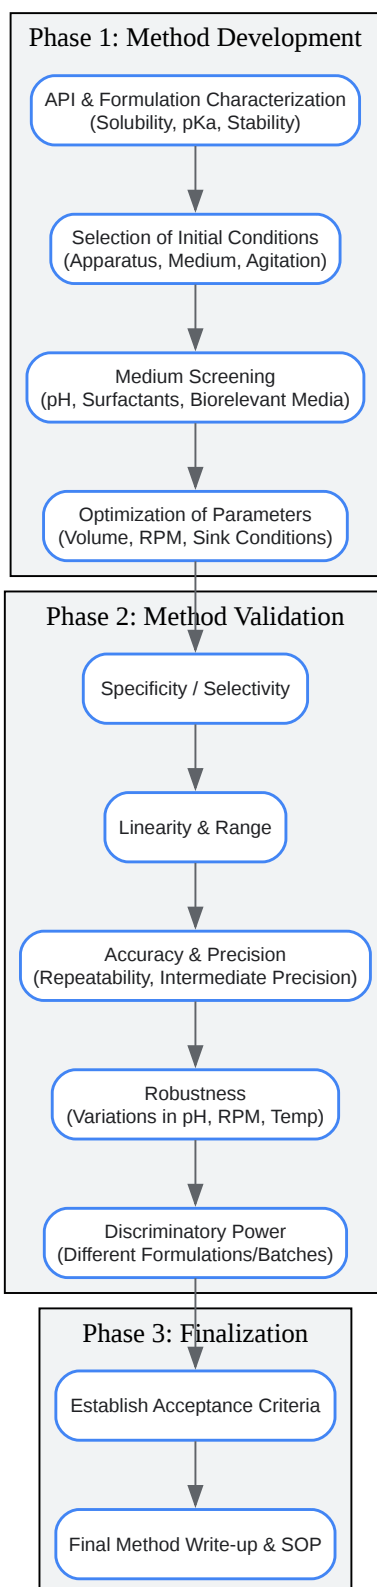 Phase 1: Method Development
API & Formulation Characterization
(Solubility, pKa, Stability)
Selection of Initial Conditions
(Apparatus, Medium, Agitation)
Medium Screening
(pH, Surfactants, Biorelevant Media)
Optimization of Parameters
(Volume, RPM, Sink Conditions)
Phase 2: Method Validation
Specificity / Selectivity
Linearity & Range
Accuracy & Precision
(Repeatability, Intermediate Precision)
Robustness
(Variations in pH, RPM, Temp)
Discriminatory Power
(Different Formulations/Batches)
Phase 3: Finalization
Establish Acceptance Criteria
Final Method Write-up & SOP